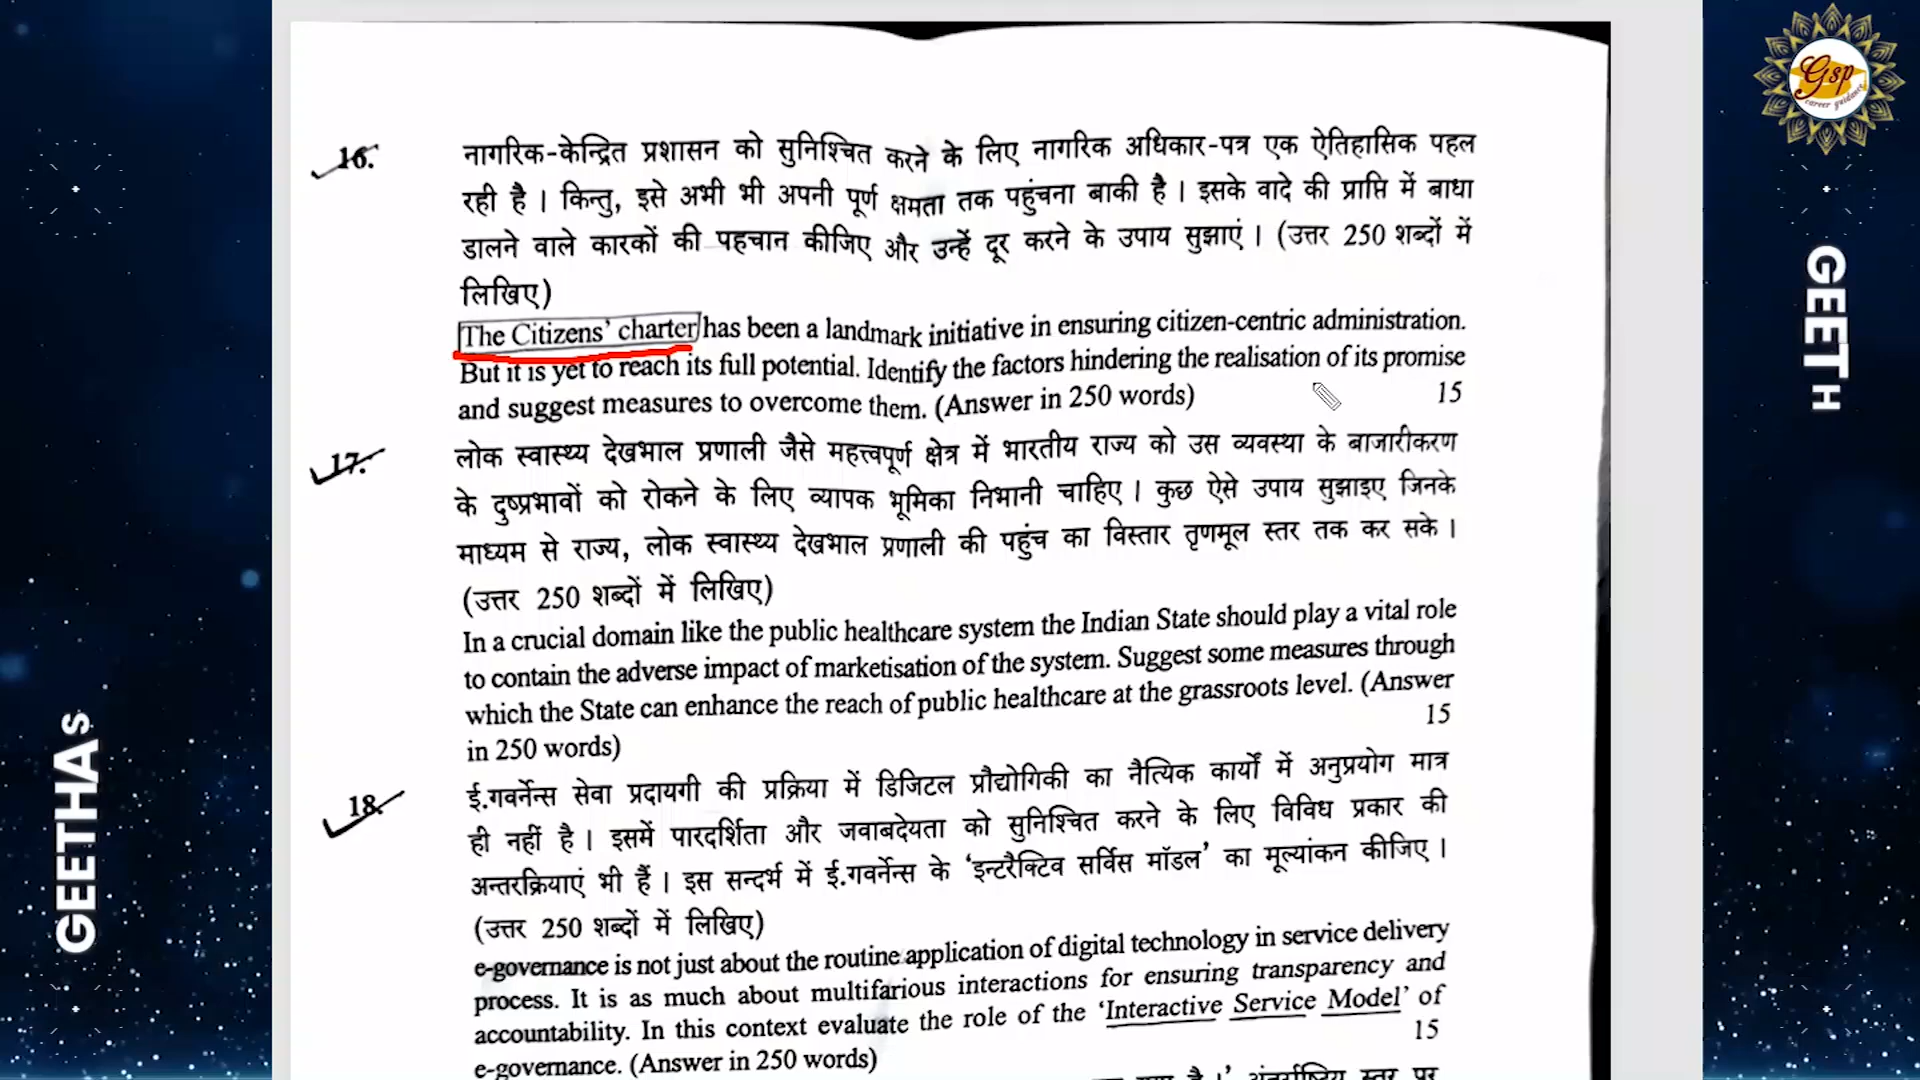 16.
नागरिक-केन्द्रित प्रशासन को सुनिश्चित करने के लिए नागरिक अधिकार-पत्र एक ऐतिहासिक पहल
रही है । किन्तु, इसे अभी भी अपनी पूर्ण क्षमता तक पहुंचना बाकी है । इसके वादे की प्राप्ति में बाधा
डालने वाले कारकों की पहचान कीजिए और उन्हें दूर करने के उपाय सुझाएं । (उत्तर 250 शब्दों में
लिखिए)
The Citizens' charter has been a landmark initiative in ensuring citizen-centric administration.
But it is yet to reach its full potential. Identify the factors hindering the realisation of its promise
and suggest measures to overcome them. (Answer in 250 words) 15
17.
लोक स्वास्थ्य देखभाल प्रणाली जैसे महत्त्वपूर्ण क्षेत्र में भारतीय राज्य को उस व्यवस्था के बाजारीकरण
के दुष्प्रभावों को रोकने के लिए व्यापक भूमिका निभानी चाहिए । कुछ ऐसे उपाय सुझाइए जिनके
माध्यम से राज्य, लोक स्वास्थ्य देखभाल प्रणाली की पहुंच का विस्तार तृणमूल स्तर तक कर सके ।
(उत्तर 250 शब्दों में लिखिए)
In a crucial domain like the public healthcare system the Indian State should play a vital role
to contain the adverse impact of marketisation of the system. Suggest some measures through
which the State can enhance the reach of public healthcare at the grassroots level. (Answer
in 250 words) 15
18.
ई.गवर्नेन्स सेवा प्रदायगी की प्रक्रिया में डिजिटल प्रौद्योगिकी का नैत्यिक कार्यों में अनुप्रयोग मात्र
ही नहीं है । इसमें पारदर्शिता और जवाबदेयता को सुनिश्चित करने के लिए विविध प्रकार की
अन्तरक्रियाएं भी हैं । इस सन्दर्भ में ई.गवर्नेन्स के ‘इन्टरैक्टिव सर्विस मॉडल’ का मूल्यांकन कीजिए ।
(उत्तर 250 शब्दों में लिखिए)
e-governance is not just about the routine application of digital technology in service delivery
process. It is as much about multifarious interactions for ensuring transparency and
accountability. In this context evaluate the role of the ‘Interactive Service Model’ of
e-governance. (Answer in 250 words) 15
है ।’ अंतर्राष्ट्रिय स्तर पर
GEETHAs
GEETH
Gsp
career guidance